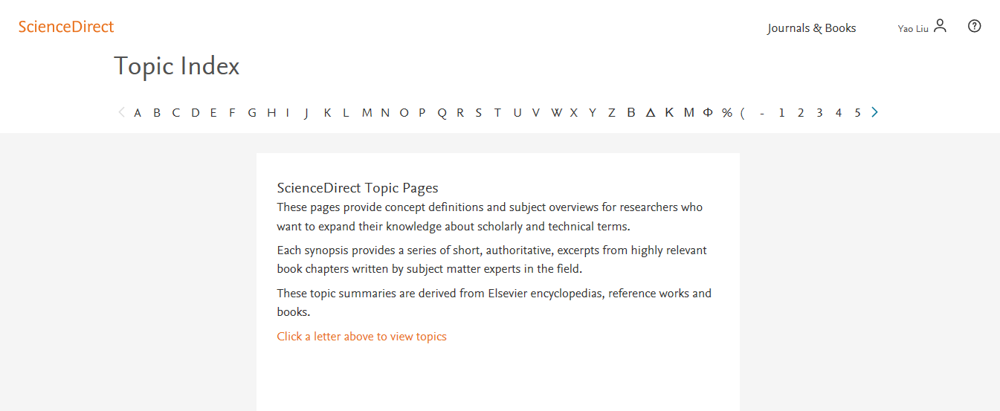 ScienceDirect
Journals & Books
Yao Liu
Topic Index
A B C D E F G H I J K L M N O P Q R S T U V W X Y Z Β Δ Κ Μ Φ % ( - 1 2 3 4 5
ScienceDirect Topic Pages
These pages provide concept definitions and subject overviews for researchers who
want to expand their knowledge about scholarly and technical terms.
Each synopsis provides a series of short, authoritative, excerpts from highly relevant
book chapters written by subject matter experts in the field.
These topic summaries are derived from Elsevier encyclopedias, reference works and
books.
Click a letter above to view topics